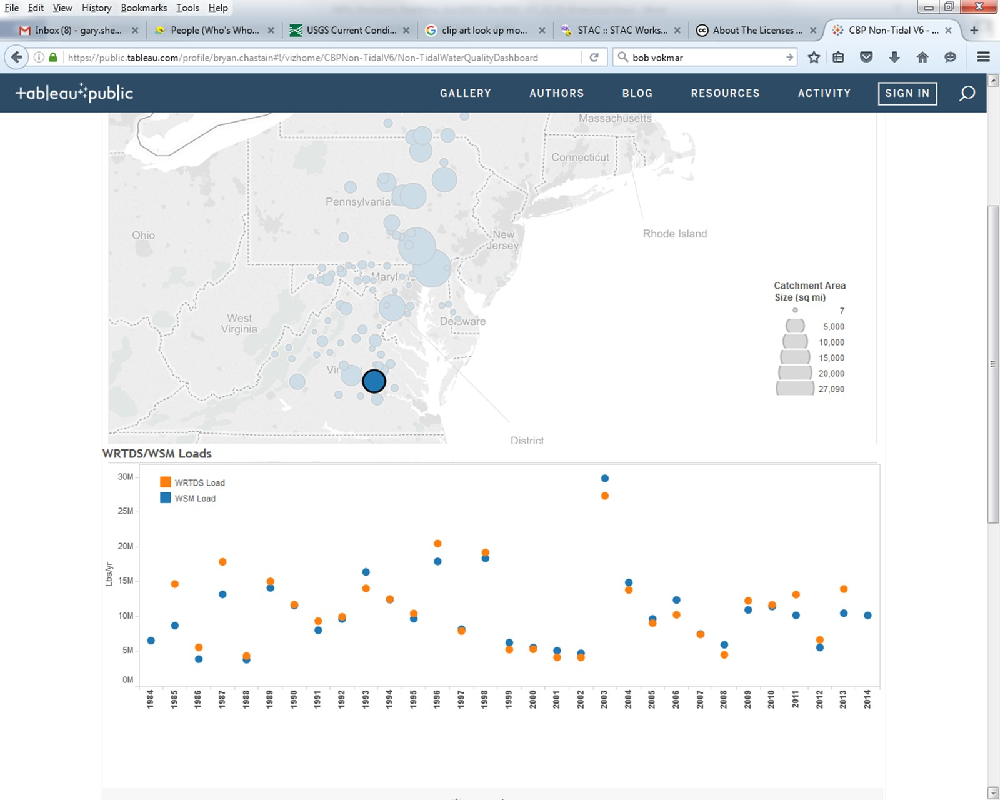 File Edit View History Bookmarks Tools Help
Inbox (8) - gary.she... People (Who's Who... USGS Current Condi... clip art look up mo... STAC :: STAC Works... About The Licenses ... CBP Non-Tidal V6 - ...
https://public.tableau.com/profile/bryan.chastain#!/vizhome/CBPNon-TidalV6/Non-TidalWaterQualityDashboard bob vokmar
tableau public GALLERY AUTHORS BLOG RESOURCES ACTIVITY SIGN IN
Massachusetts
Connecticut
Pennsylvania
Rhode Island
Ohio
New
Jersey
Maryl
West
Virginia
Delaware
Vir
District
Catchment Area
Size (sq mi)
7
5,000
10,000
15,000
20,000
27,090
WRTDS/WSM Loads
WRTDS Load
WSM Load
Lbs/yr
30M
25M
20M
15M
10M
5M
0M
1984 1985 1986 1987 1988 1989 1990 1991 1992 1993 1994 1995 1996 1997 1998 1999 2000 2001 2002 2003 2004 2005 2006 2007 2008 2009 2010 2011 2012 2013 2014